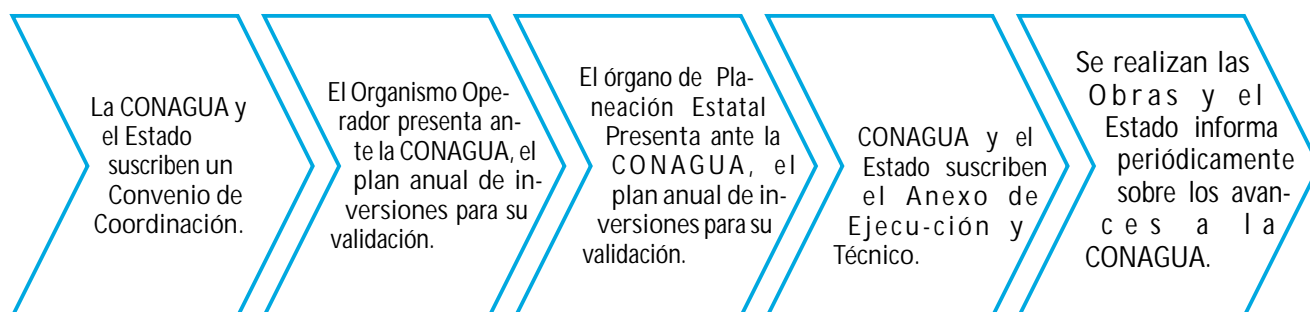 La CONAGUA y
el Estado
suscriben un
Convenio de
Coordinación.
El Organismo Ope-
rador presenta an-
te la CONAGUA, el
plan anual de in-
versiones para su
validación.
El órgano de Pla-
neación Estatal
Presenta ante la
CONAGUA, el
plan anual de in-
versiones para su
validación.
CONAGUA y el
Estado suscriben
el Anexo de
Ejecu-ción y
Técnico.
Se realizan las
Obras y el
Estado informa
periódicamente
sobre los avan-
ces a la
CONAGUA.